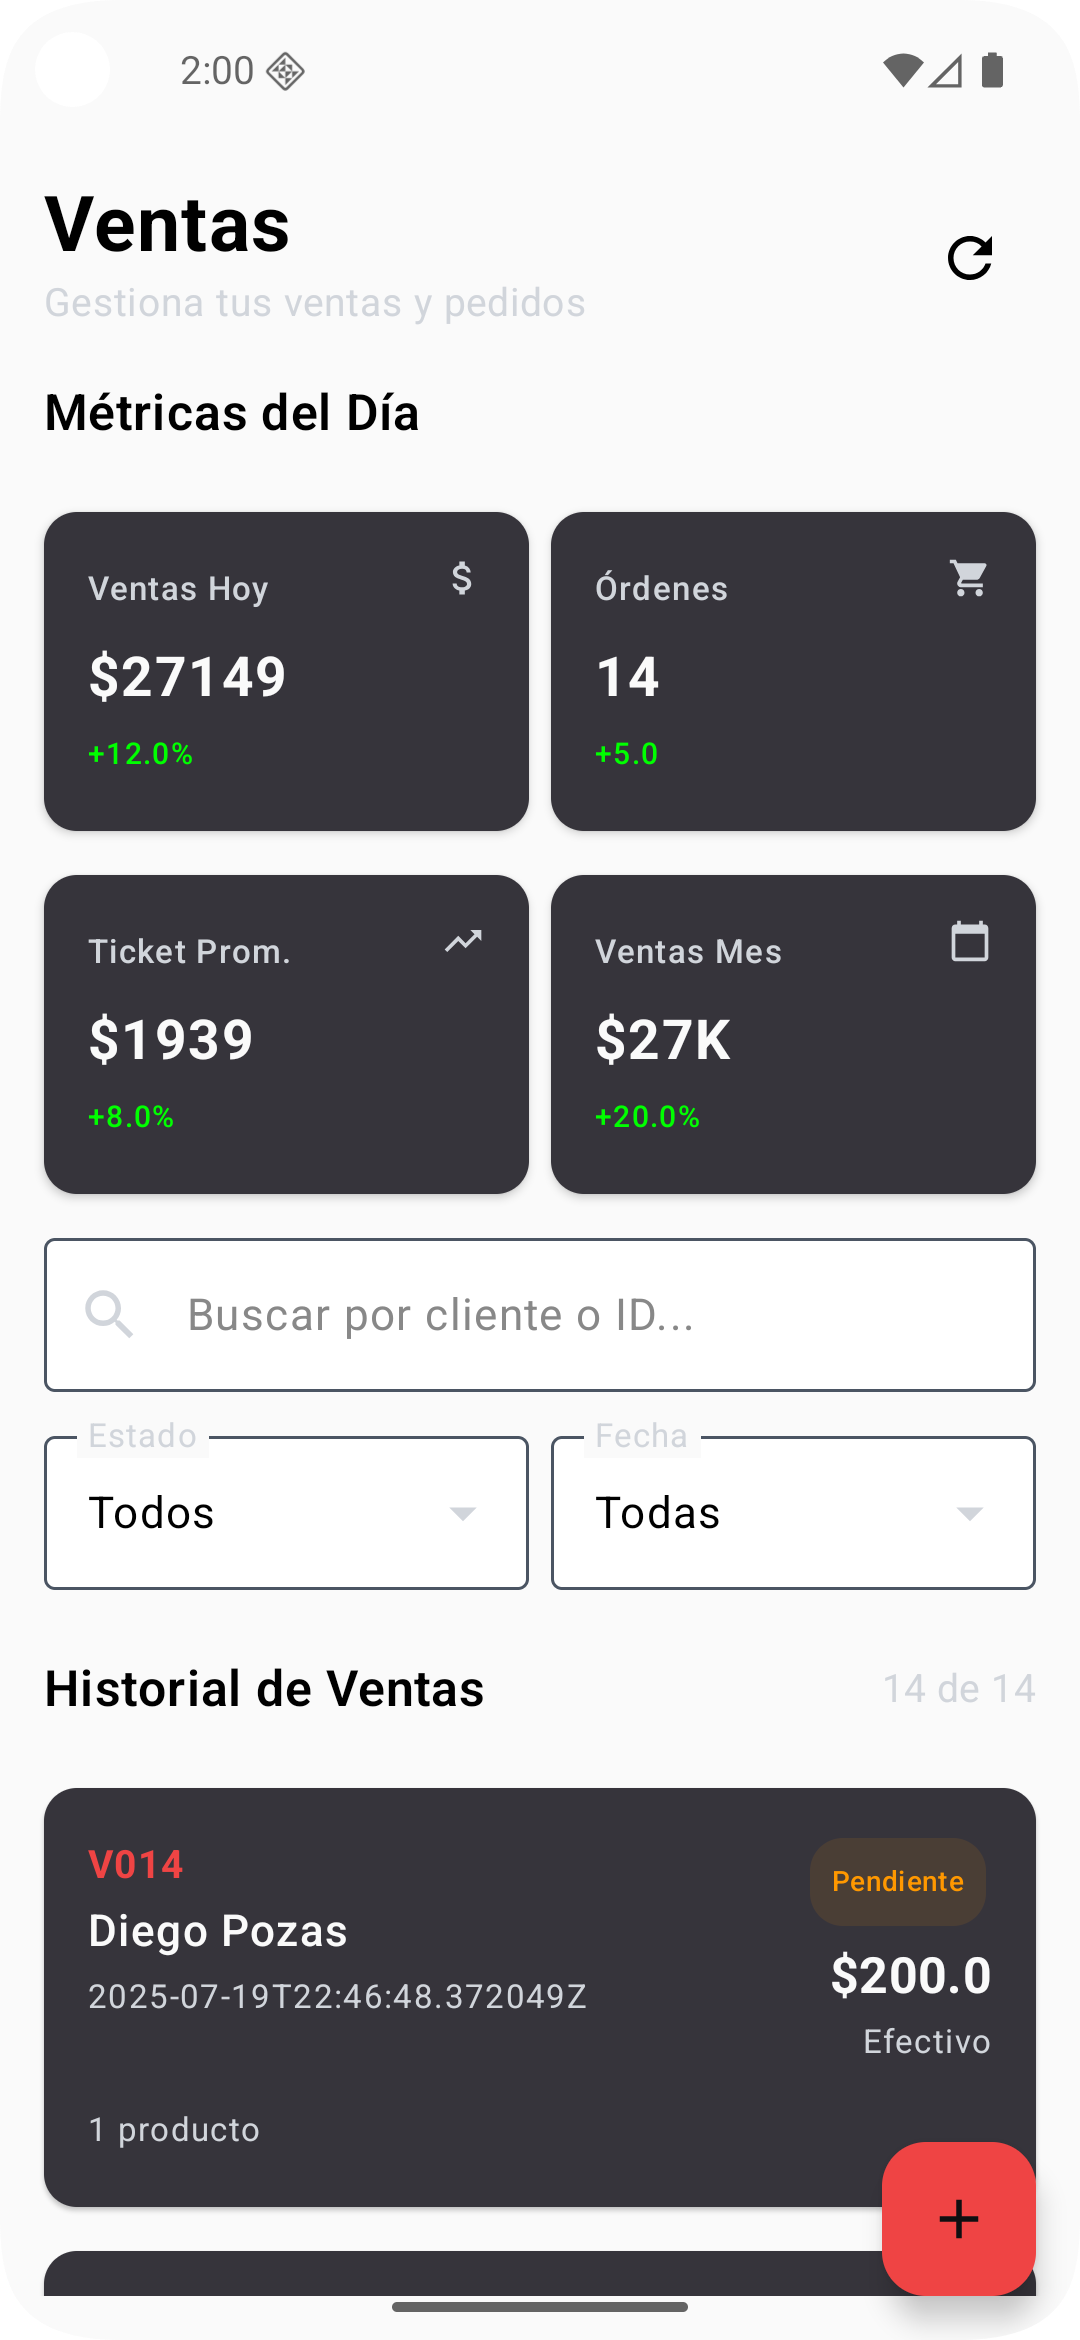 2:00
Ventas
Gestiona tus ventas y pedidos
Métricas del Día
Ventas Hoy
$27149
+12.0%
Órdenes
14
+5.0
Ticket Prom.
$1939
+8.0%
Ventas Mes
$27K
+20.0%
Buscar por cliente o ID...
Estado
Todos
Fecha
Todas
Historial de Ventas
14 de 14
V014
Pendiente
Diego Pozas
$200.0
2025-07-19T22:46:48.372049Z
Efectivo
1 producto